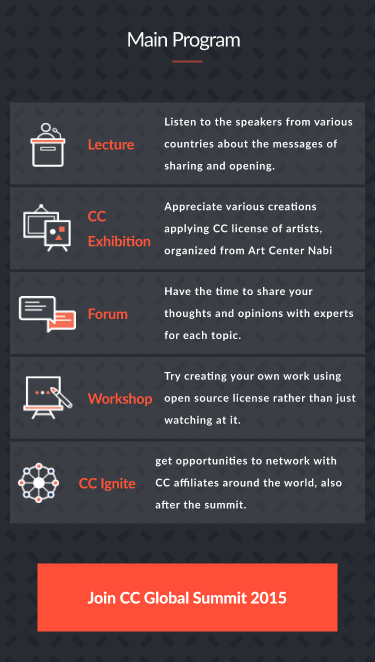 Main Program
Lecture
Listen to the speakers from various
countries about the messages of
sharing and opening.
CC
Exhibition
Appreciate various creations
applying CC license of artists,
organized from Art Center Nabi
Forum
Have the time to share your
thoughts and opinions with experts
for each topic.
Workshop
Try creating your own work using
open source license rather than just
watching at it.
CC Ignite
get opportunities to network with
CC affiliates around the world, also
after the summit.
Join CC Global Summit 2015